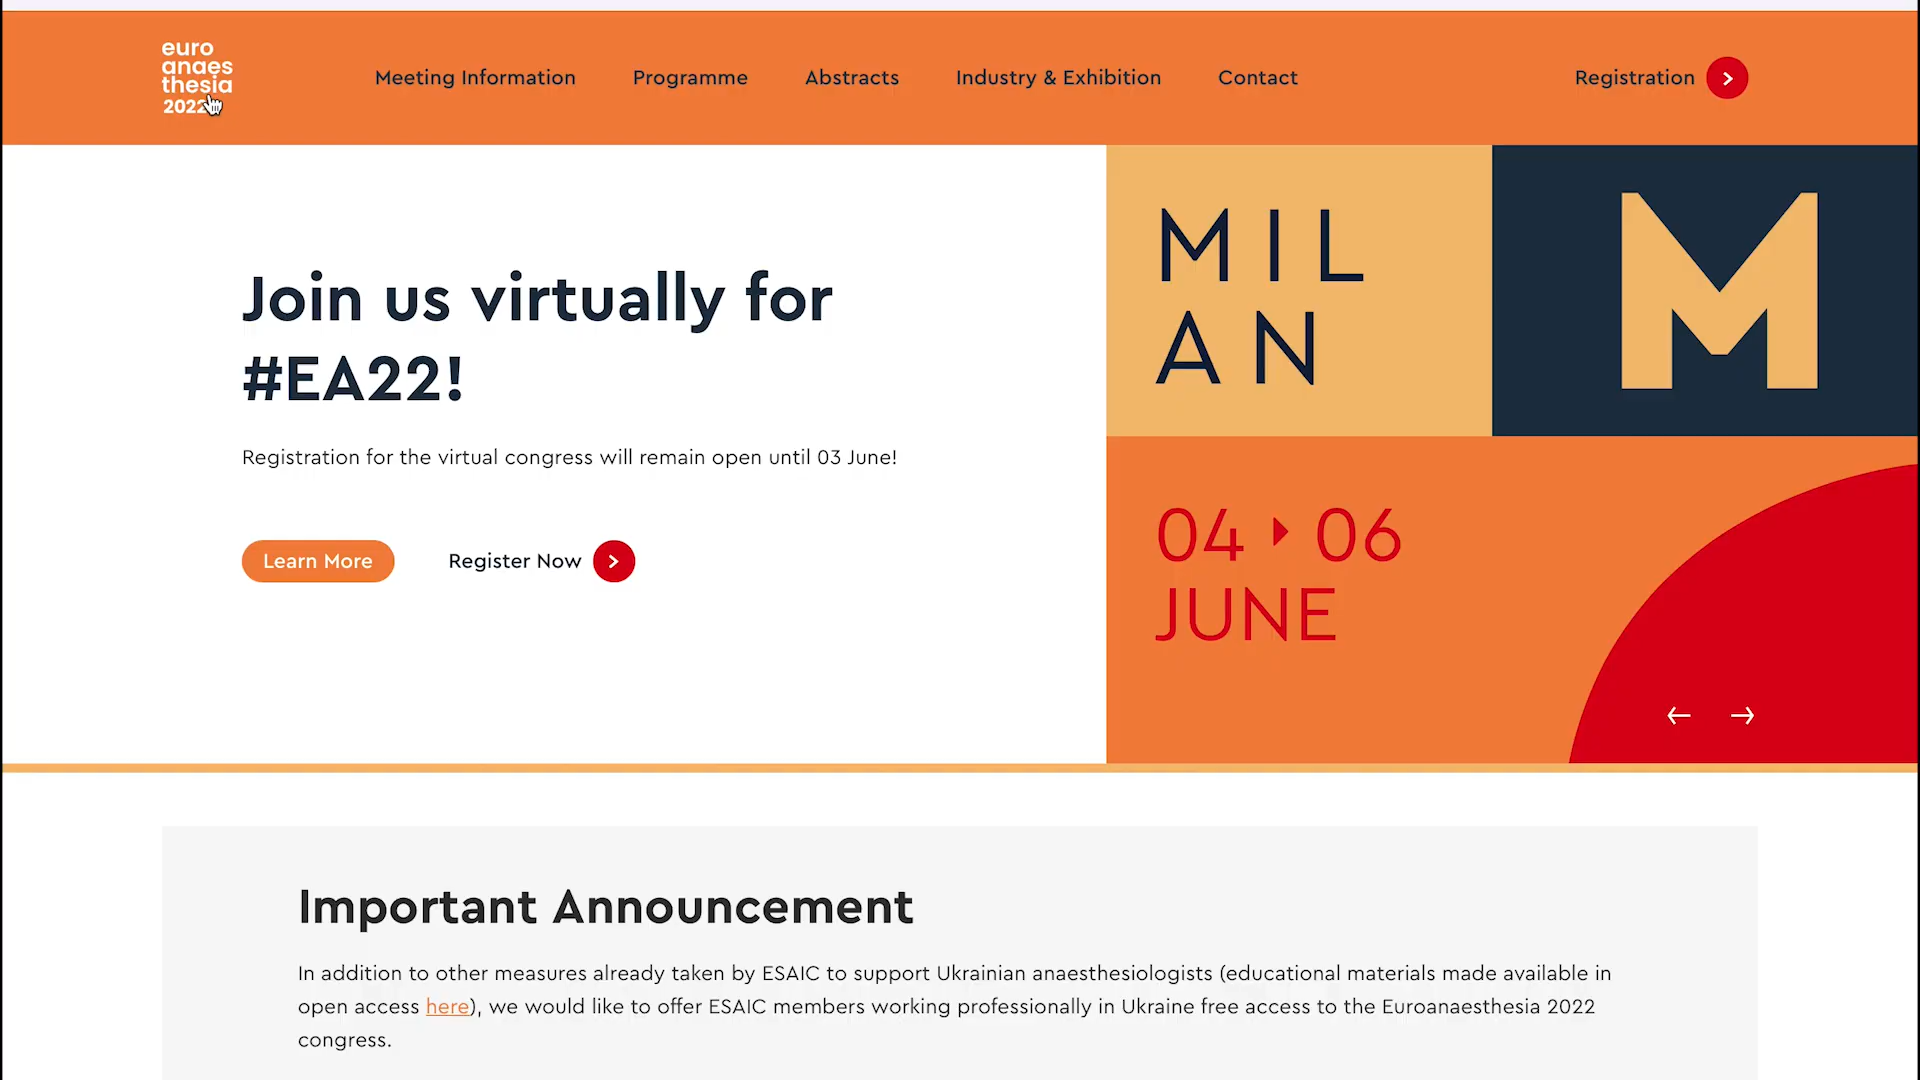 euro
anaes
thesia
2022
Meeting Information
Programme
Abstracts
Industry & Exhibition
Contact
Registration
Join us virtually for
#EA22!
Registration for the virtual congress will remain open until 03 June!
Learn More
Register Now
MIL
AN
M
04 ▸ 06
JUNE
Important Announcement
In addition to other measures already taken by ESAIC to support Ukrainian anaesthesiologists (educational materials made available in
open access here), we would like to offer ESAIC members working professionally in Ukraine free access to the Euroanaesthesia 2022
congress.